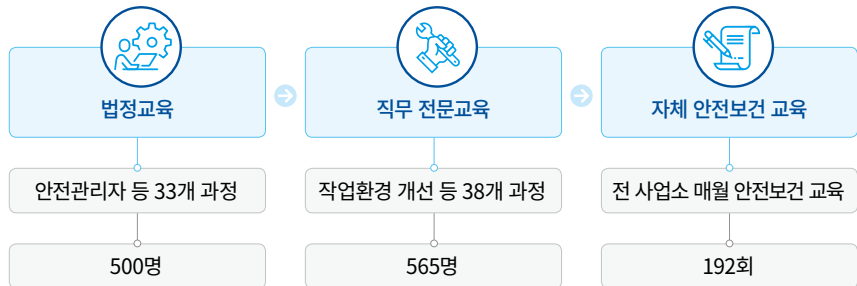 법정교육
직무 전문교육
자체 안전보건 교육
안전관리자 등 33개 과정
작업환경 개선 등 38개 과정
전 사업소 매월 안전보건 교육
500명
565명
192회